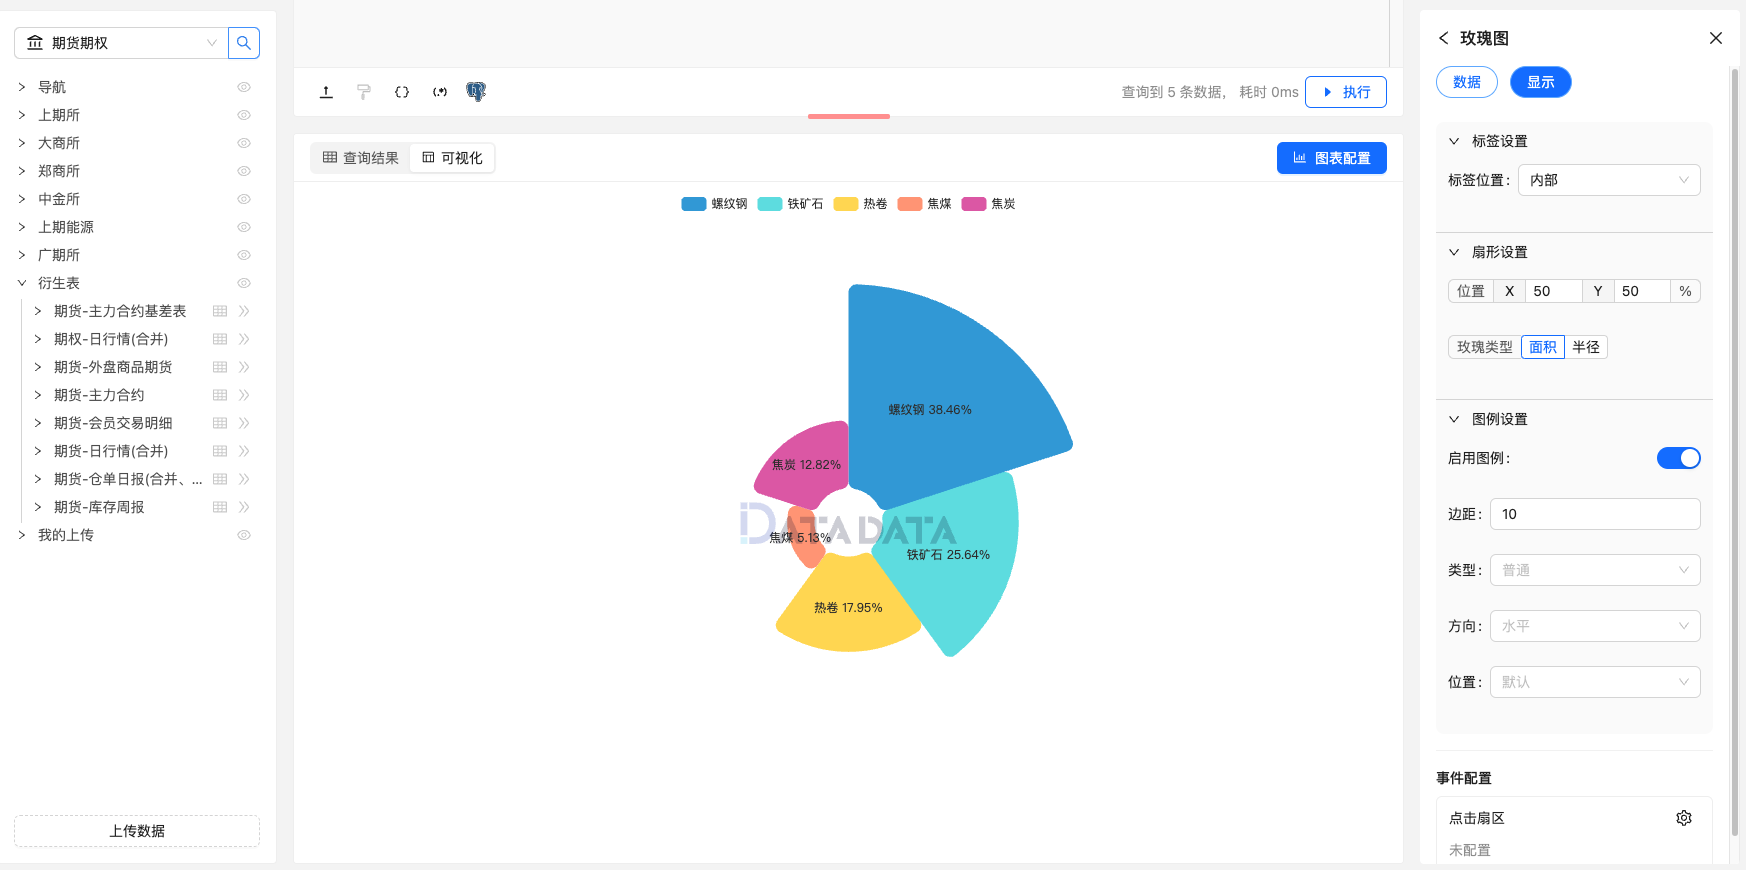 期货期权
导航
上期所
大商所
郑商所
中金所
上期能源
广期所
衍生表
期货-主力合约基差表
期权-日行情(合并)
期货-外盘商品期货
期货-主力合约
期货-会员交易明细
期货-日行情(合并)
期货-仓单日报(合并、...
期货-库存周报
我的上传
上传数据
查询到 5 条数据， 耗时 0ms
执行
查询结果
可视化
图表配置
螺纹钢 铁矿石 热卷 焦煤 焦炭
螺纹钢 38.46%
焦炭 12.82%
DATADATA
焦煤 5.13%
铁矿石 25.64%
热卷 17.95%
玫瑰图
数据 显示
标签设置
标签位置: 内部
扇形设置
位置 X 50 Y 50 %
玫瑰类型 面积 半径
图例设置
启用图例:
边距: 10
类型: 普通
方向: 水平
位置: 默认
事件配置
点击扇区
未配置